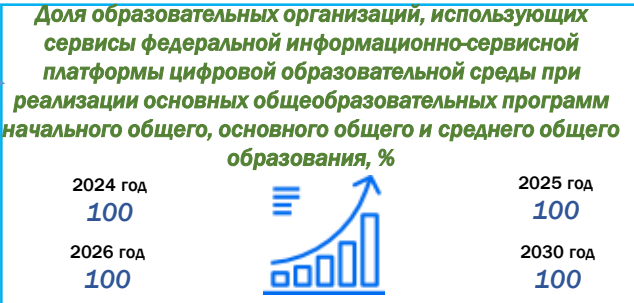 Доля образовательных организаций, использующих
сервисы федеральной информационно-сервисной
платформы цифровой образовательной среды при
реализации основных общеобразовательных программ
начального общего, основного общего и среднего общего
образования, %
2024 год
100
2025 год
100
2026 год
100
2030 год
100